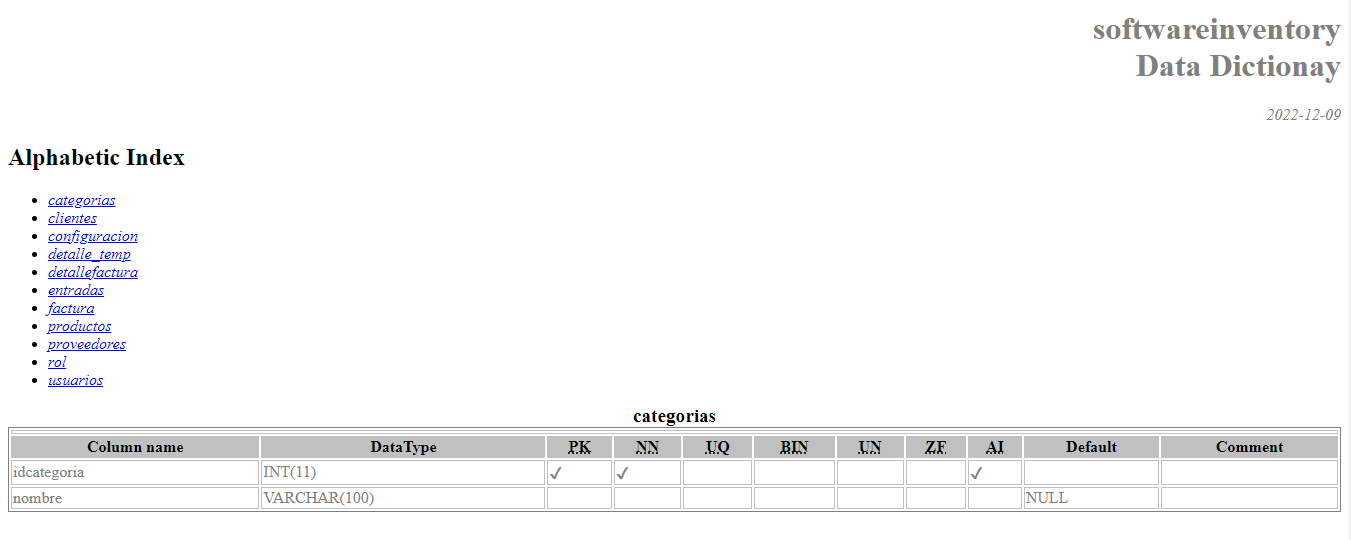 softwareinventory
Data Dictionay
2022-12-09
Alphabetic Index
categorias
clientes
configuracion
detalle_temp
detallefactura
entradas
factura
productos
proveedores
rol
usuarios
categorias
Column name DataType PK NN UQ BIN UN ZF AI Default Comment
idcategoria INT(11) ✓ ✓ ✓
nombre VARCHAR(100) NULL